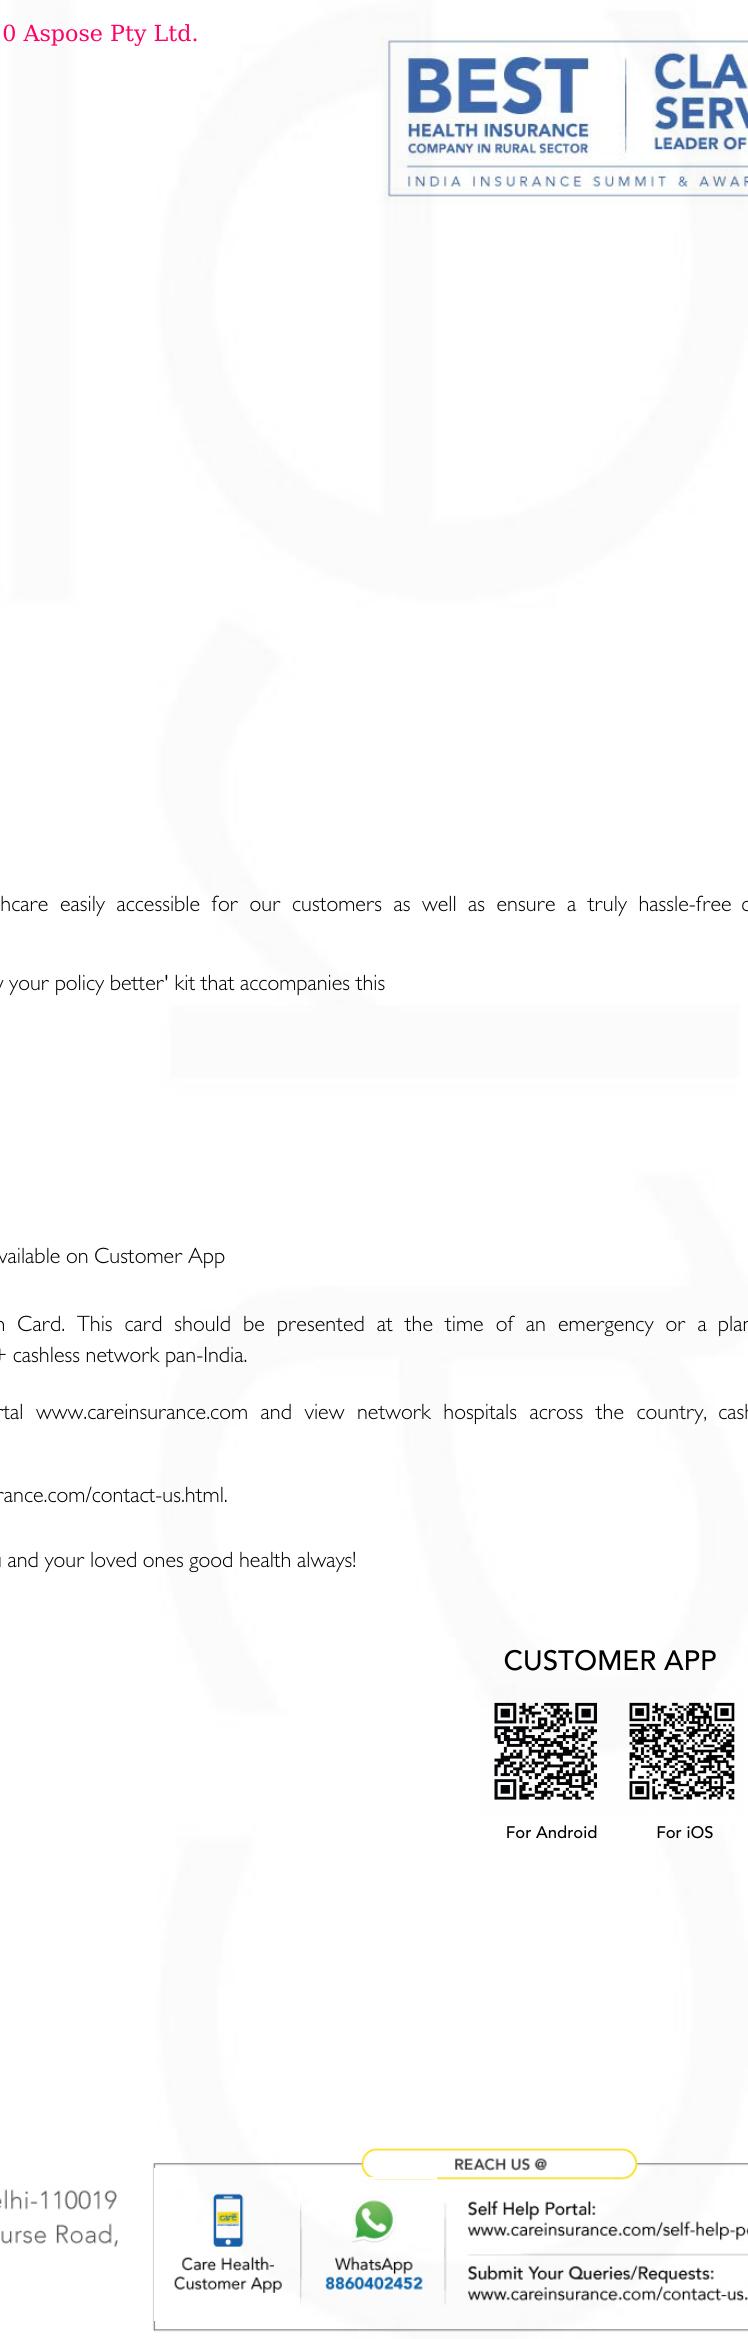 0 Aspose Pty Ltd.
BEST
HEALTH INSURANCE
COMPANY IN RURAL SECTOR
CLA
SERV
LEADER OF
INDIA INSURANCE SUMMIT & AWAR
hcare easily accessible for our customers as well as ensure a truly hassle-free c
your policy better' kit that accompanies this
vailable on Customer App
n Card. This card should be presented at the time of an emergency or a plan
+ cashless network pan-India.
rtal www.careinsurance.com and view network hospitals across the country, cash
rance.com/contact-us.html.
and your loved ones good health always!
CUSTOMER APP
For Android For iOS
elhi-110019
urse Road,
REACH US @
care
Care Health-
Customer App
WhatsApp
8860402452
Self Help Portal:
www.careinsurance.com/self-help-po
Submit Your Queries/Requests:
www.careinsurance.com/contact-us.